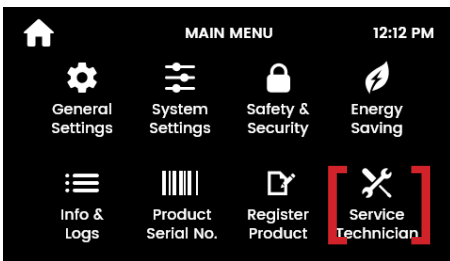 MAIN MENU 12:12 PM
General Settings
System Settings
Safety & Security
Energy Saving
Info & Logs
Product Serial No.
Register Product
Service Technician